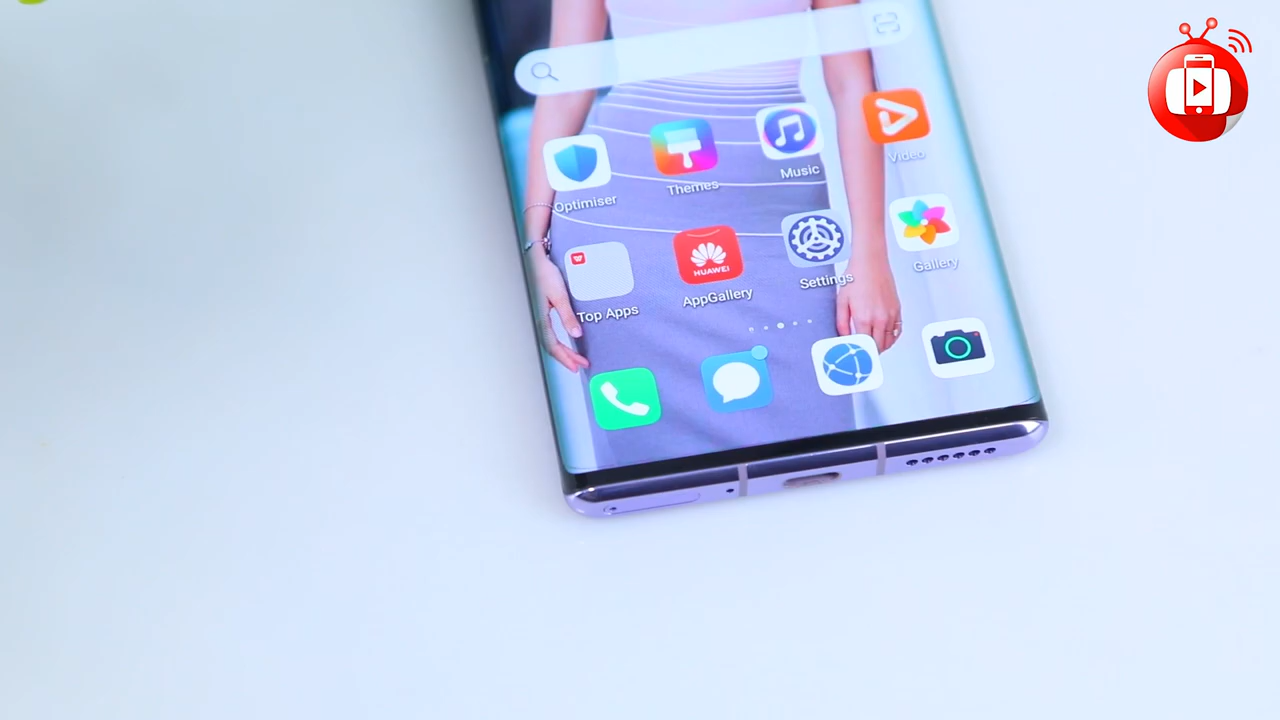 Optimiser
Themes
Music
Video
Top Apps
HUAWEI
AppGallery
Settings
Gallery